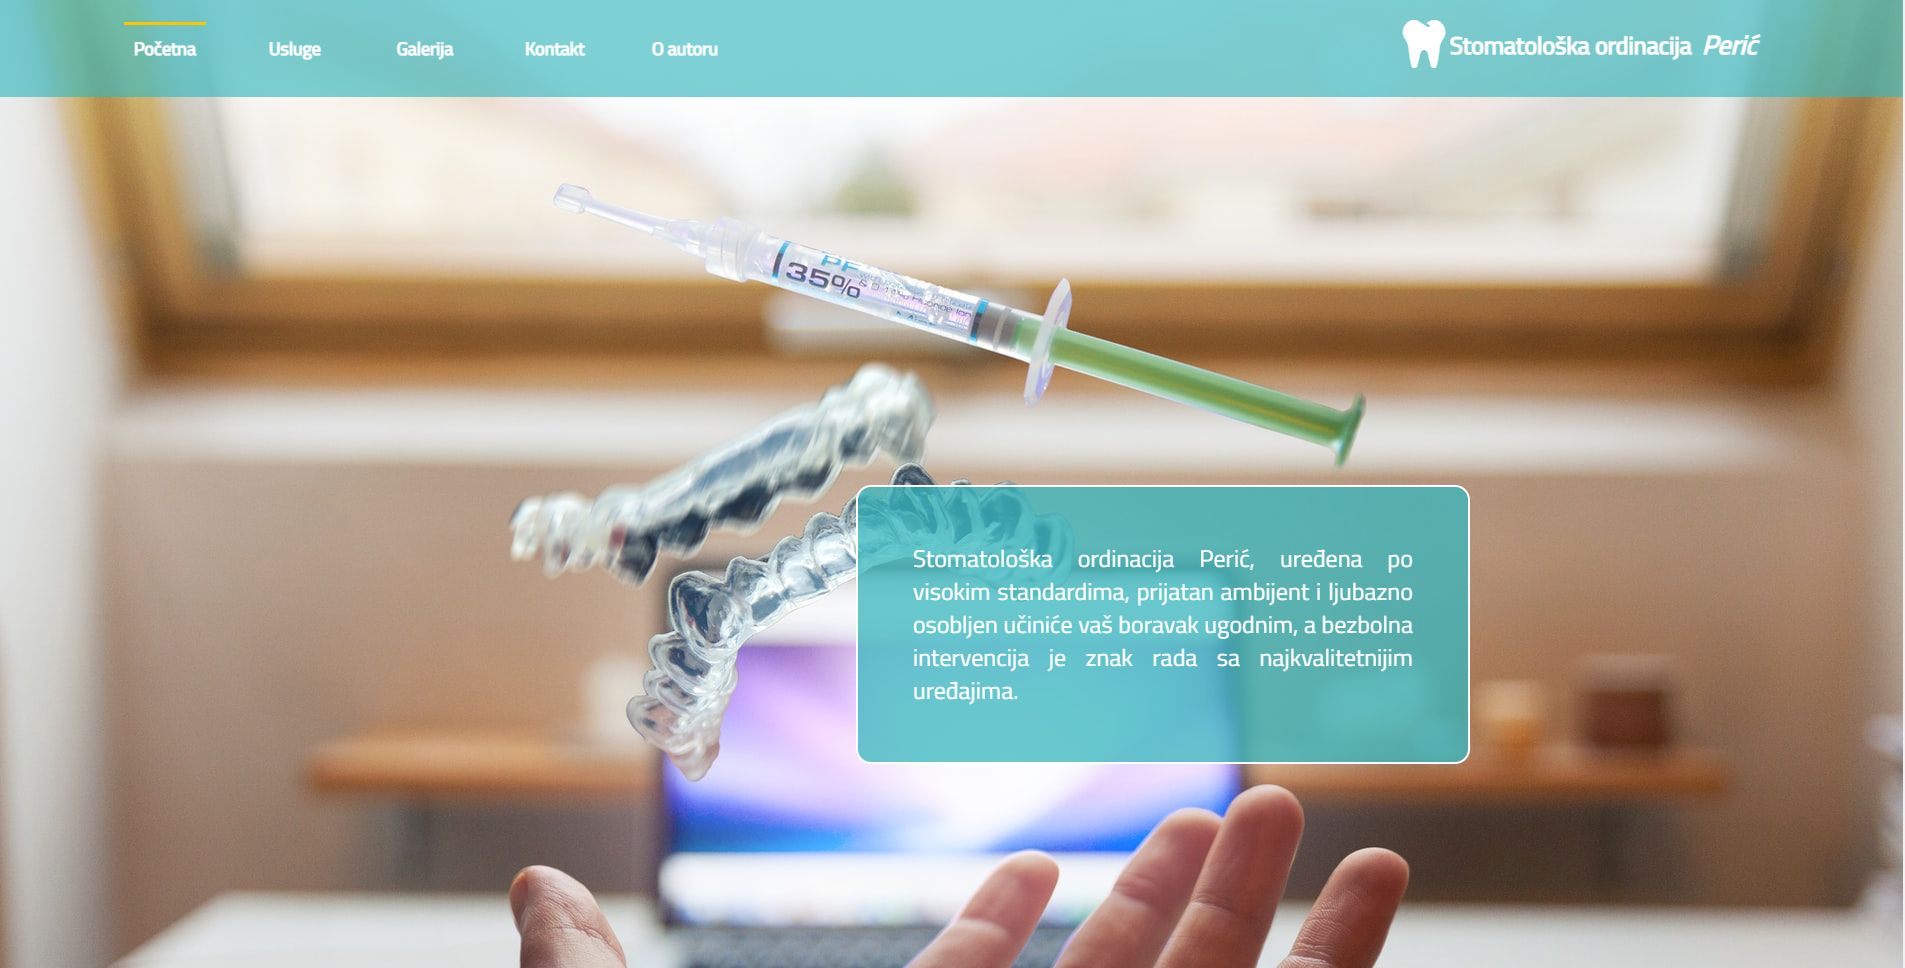 Početna Usluge Galerija Kontakt O autoru
Stomatološka ordinacija Perić
PF
35%
Stomatološka ordinacija Perić, uređena po
visokim standardima, prijatan ambijent i ljubazno
osobljen učiniće vaš boravak ugodnim, a bezbolna
intervencija je znak rada sa najkvalitetnijim
uređajima.